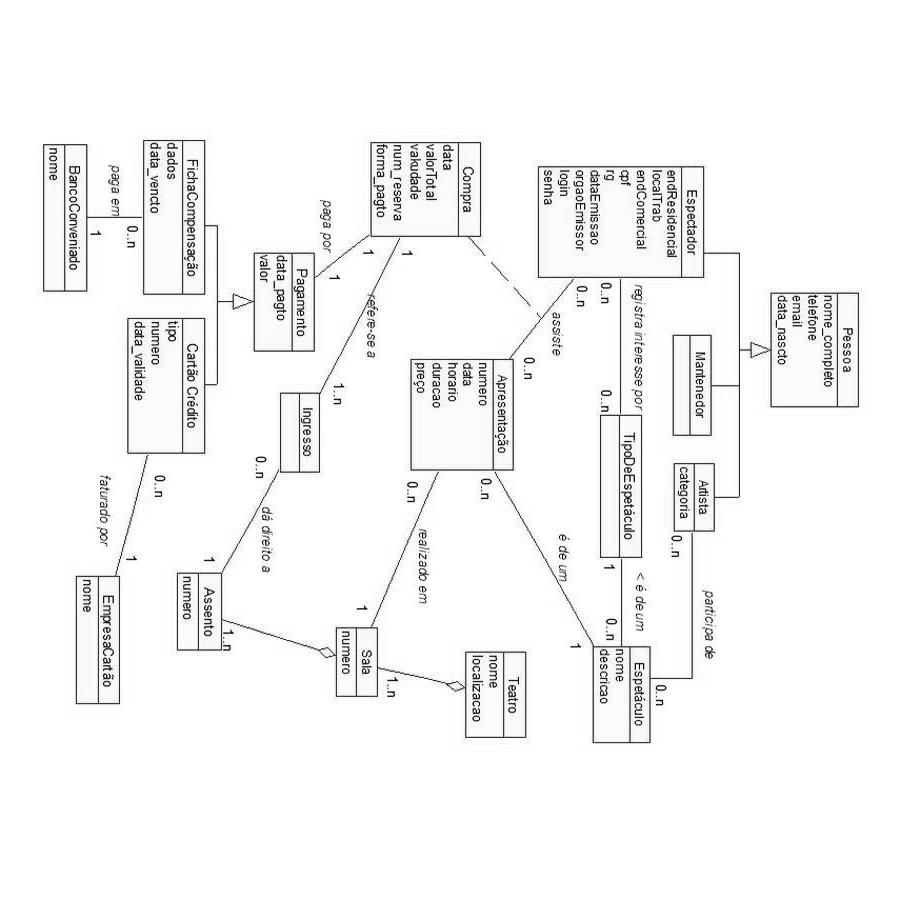 Pessoa
nome_completo
telefone
email
data_nascto
Espectador
endResidencial
localTrab
endComercial
cpf
rg
dataEmissao
orgaoEmissor
login
senha
Mantenedor
Artista
categoria
0..n
participa de
0..n
registra interesse por
0..n
0..n
TipoDeEspetáculo
1
< é de um
0..n
Espetáculo
nome
descricao
0..n
assiste
0..n
Compra
data
valorTotal
vakudade
num_reserva
forma_pagto
Apresentação
numero
data
horario
duracao
preço
0..n
é de um
1
0..n
realizado em
1
Teatro
nome
localizacao
1..n
Sala
numero
1
paga por
1
1
refere-se a
1..n
Pagamento
data_pagto
valor
Ingresso
0..n
dá direito a
1
Assento
numero
1..n
FichaCompensação
dados
data_vencto
Cartão Crédito
tipo
numero
data_validade
0..n
paga em
1
BancoConveniado
nome
0..n
faturado por
1
EmpresaCartão
nome